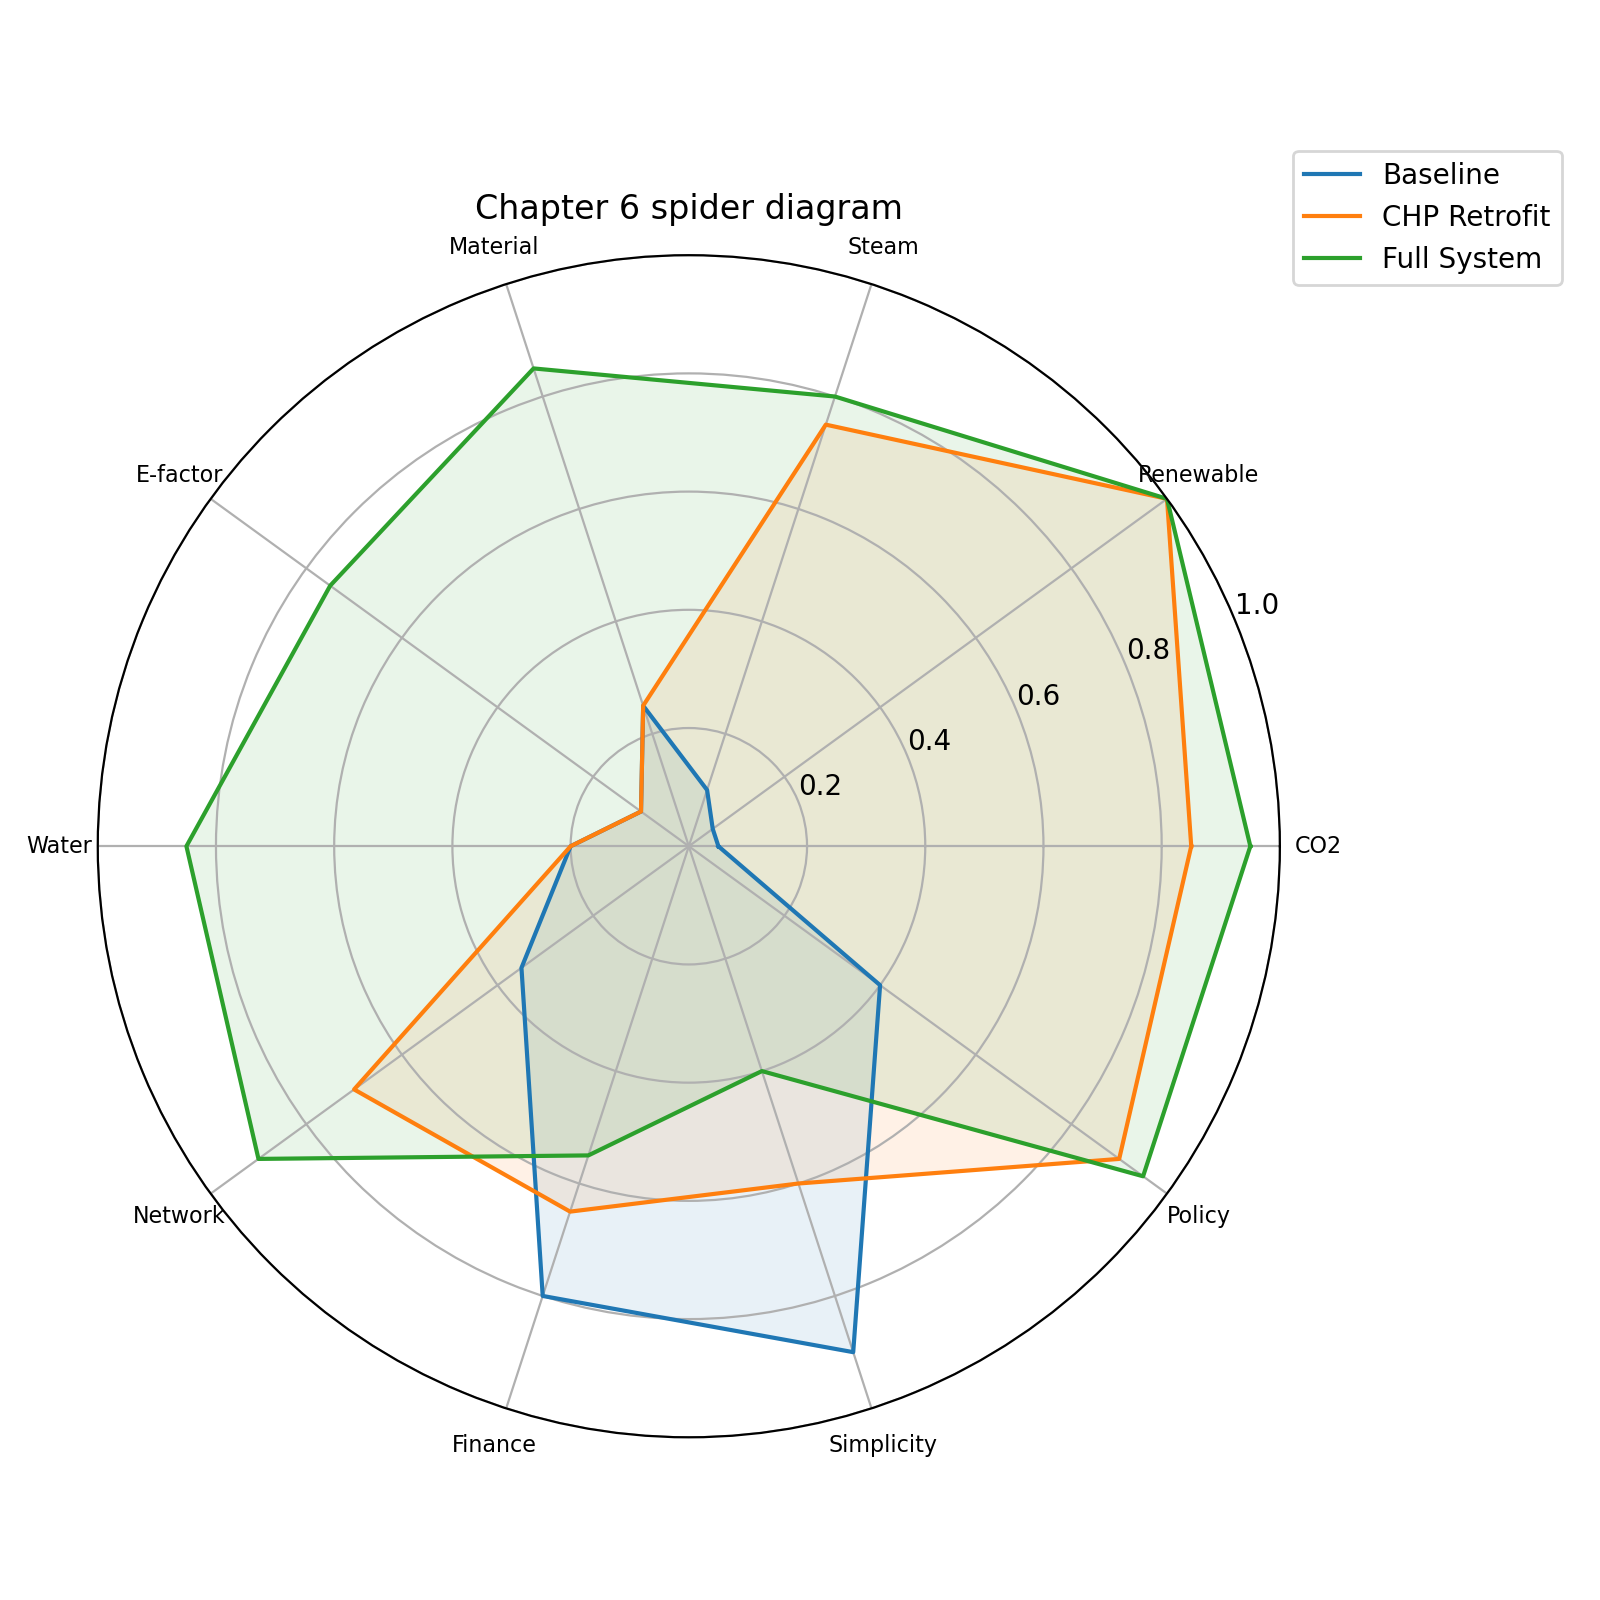 Chapter 6 spider diagram
Baseline
CHP Retrofit
Full System
Material
Steam
E-factor
Renewable
1.0
0.8
0.6
0.4
0.2
Water
CO2
Network
Policy
Finance
Simplicity